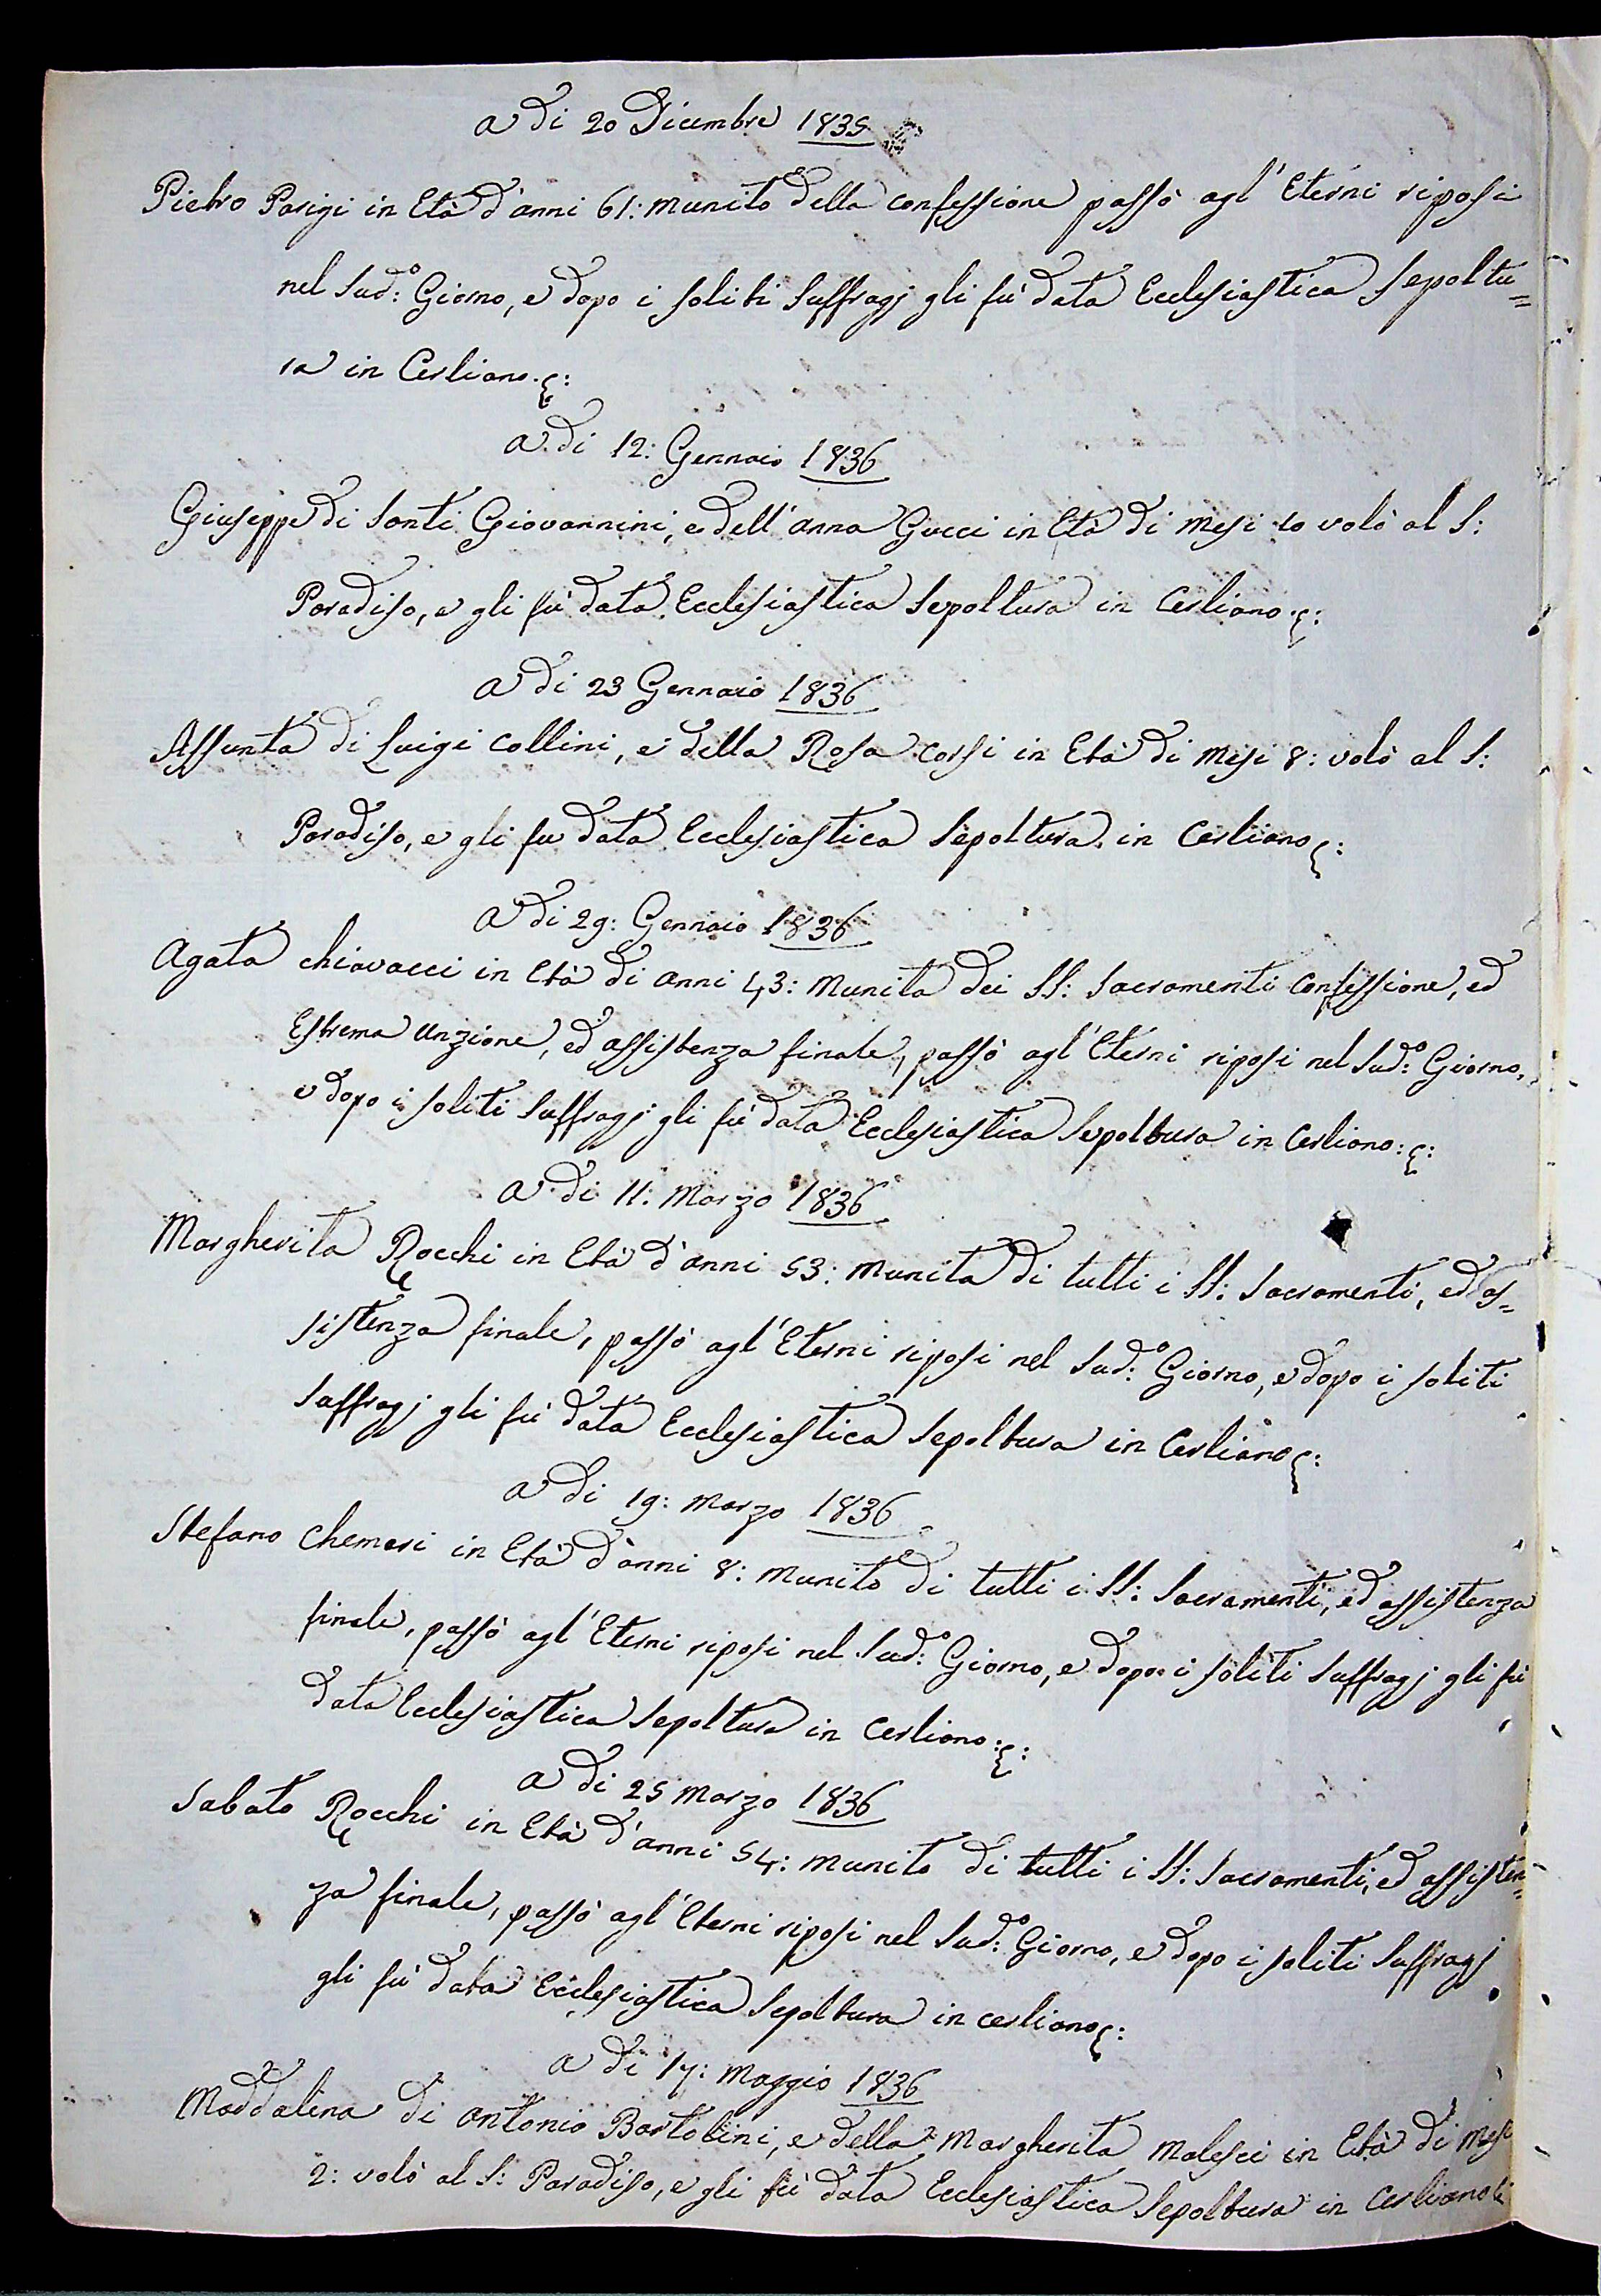 a di 20 Dicembre 1835
Pietro Parigi in Età d'anni 61: munito della confessione passò agl'Eterni riposi
nel Sud:º Giorno, e dopo i soliti Suffragj gli fù data Ecclesiastica Sepoltu=
ra in Cerliano:
a di 12: Gennaio 1836
Giuseppe di Santi Giovannini, e dell'anna Gucci in Età di Mesi 10 volò al S:
Paradiso, e gli fù data Ecclesiastica Sepoltura in Cerliano:
a di 23 Gennaio 1836
Assunta di Luigi Collini, e della Rosa Corsi in Età di Mesi 8: volò al S:
Paradiso, e gli fu data Ecclesiastica Sepoltura in Cerliano:
a di 29: Gennaio 1836
Agata chiavacci in Età di anni 43: Munita dei SS: Sacramenti Confessione, ed
Estrema Unzione, ed assistenza finale, passò agl'Eterni riposi nel Sud:º Giorno,
e dopo i soliti Suffragj gli fù data Ecclesiastica Sepoltura in Cerliano:
a di 11: Marzo 1836
Margherita Rocchi in Età d'anni 53: munita di tutti i SS: Sacramenti, ed as=
sistenza finale, passò agl'Eterni riposi nel Sud:º Giorno, e dopo i soliti
Suffragj gli fù data Ecclesiastica Sepoltura in Cerliano:
a di 19: Marzo 1836
Stefano Chemeri in Età d'anni 8: munito di tutti i SS: Sacramenti, ed assistenza
finale, passò agl'Eterni riposi nel Sud:º Giorno, e dopo i soliti Suffragj gli fù
data Ecclesiastica Sepoltura in Cerliano:
a di 25 Marzo 1836
Sabato Rocchi in Età d'anni 54: munito di tutti i SS: Sacramenti, ed assisten=
za finale, passò agl'Eterni riposi nel Sud:º Giorno, e dopo i soliti Suffragj
gli fù data Ecclesiastica Sepoltura in cerliano:
a di 17: Maggio 1836
Maddalena di Antonio Bartolini, e della Margherita Malesci in Età di Mesi
2: volò al S: Paradiso, e gli fù data Ecclesiastica Sepoltura in Cerliano